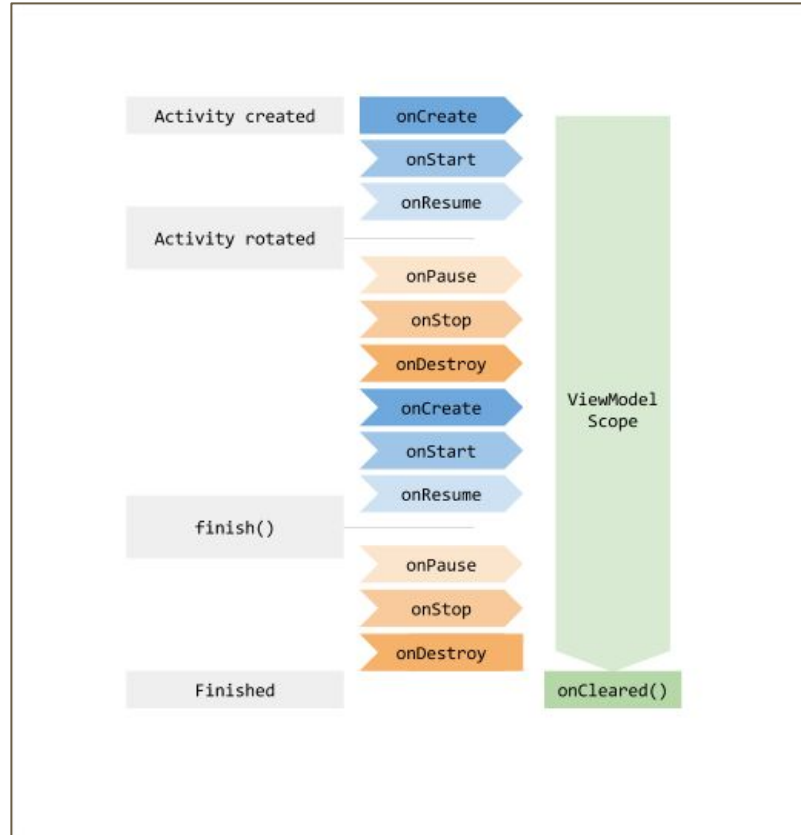 Activity created
onCreate
onStart
onResume
Activity rotated
onPause
onStop
onDestroy
onCreate
ViewModel
Scope
onStart
onResume
finish()
onPause
onStop
onDestroy
Finished
onCleared()